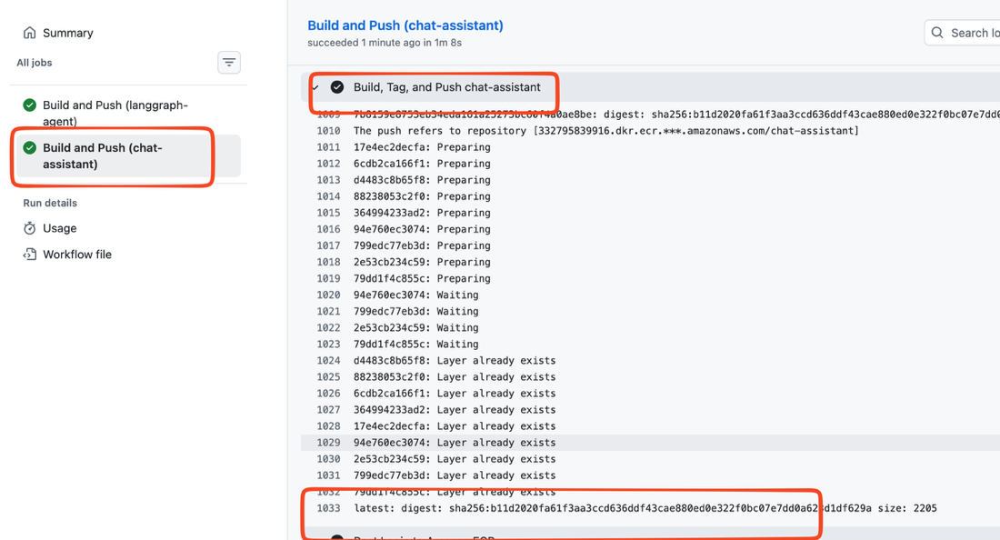 Summary
All jobs
Build and Push (langgraph-
agent)
Build and Push (chat-
assistant)
Run details
Usage
Workflow file
Build and Push (chat-assistant)
succeeded 1 minute ago in 1m 8s
Search lo
Build, Tag, and Push chat-assistant
1010 The push refers to repository [332795839916.dkr.ecr.***.amazonaws.com/chat-assistant]
1011 17e4ec2decfa: Preparing
1012 6cdb2ca166f1: Preparing
1013 d4483c8b65f8: Preparing
1014 88238053c2f0: Preparing
1015 364994233ad2: Preparing
1016 94e760ec3074: Preparing
1017 799edc77eb3d: Preparing
1018 2e53cb234c59: Preparing
1019 79dd1f4c855c: Preparing
1020 94e760ec3074: Waiting
1021 799edc77eb3d: Waiting
1022 2e53cb234c59: Waiting
1023 79dd1f4c855c: Waiting
1024 d4483c8b65f8: Layer already exists
1025 88238053c2f0: Layer already exists
1026 6cdb2ca166f1: Layer already exists
1027 364994233ad2: Layer already exists
1028 17e4ec2decfa: Layer already exists
1029 94e760ec3074: Layer already exists
1030 2e53cb234c59: Layer already exists
1031 799edc77eb3d: Layer already exists
1032 79dd1f4c855c: Layer already exists
1033 latest: digest: size: 2205